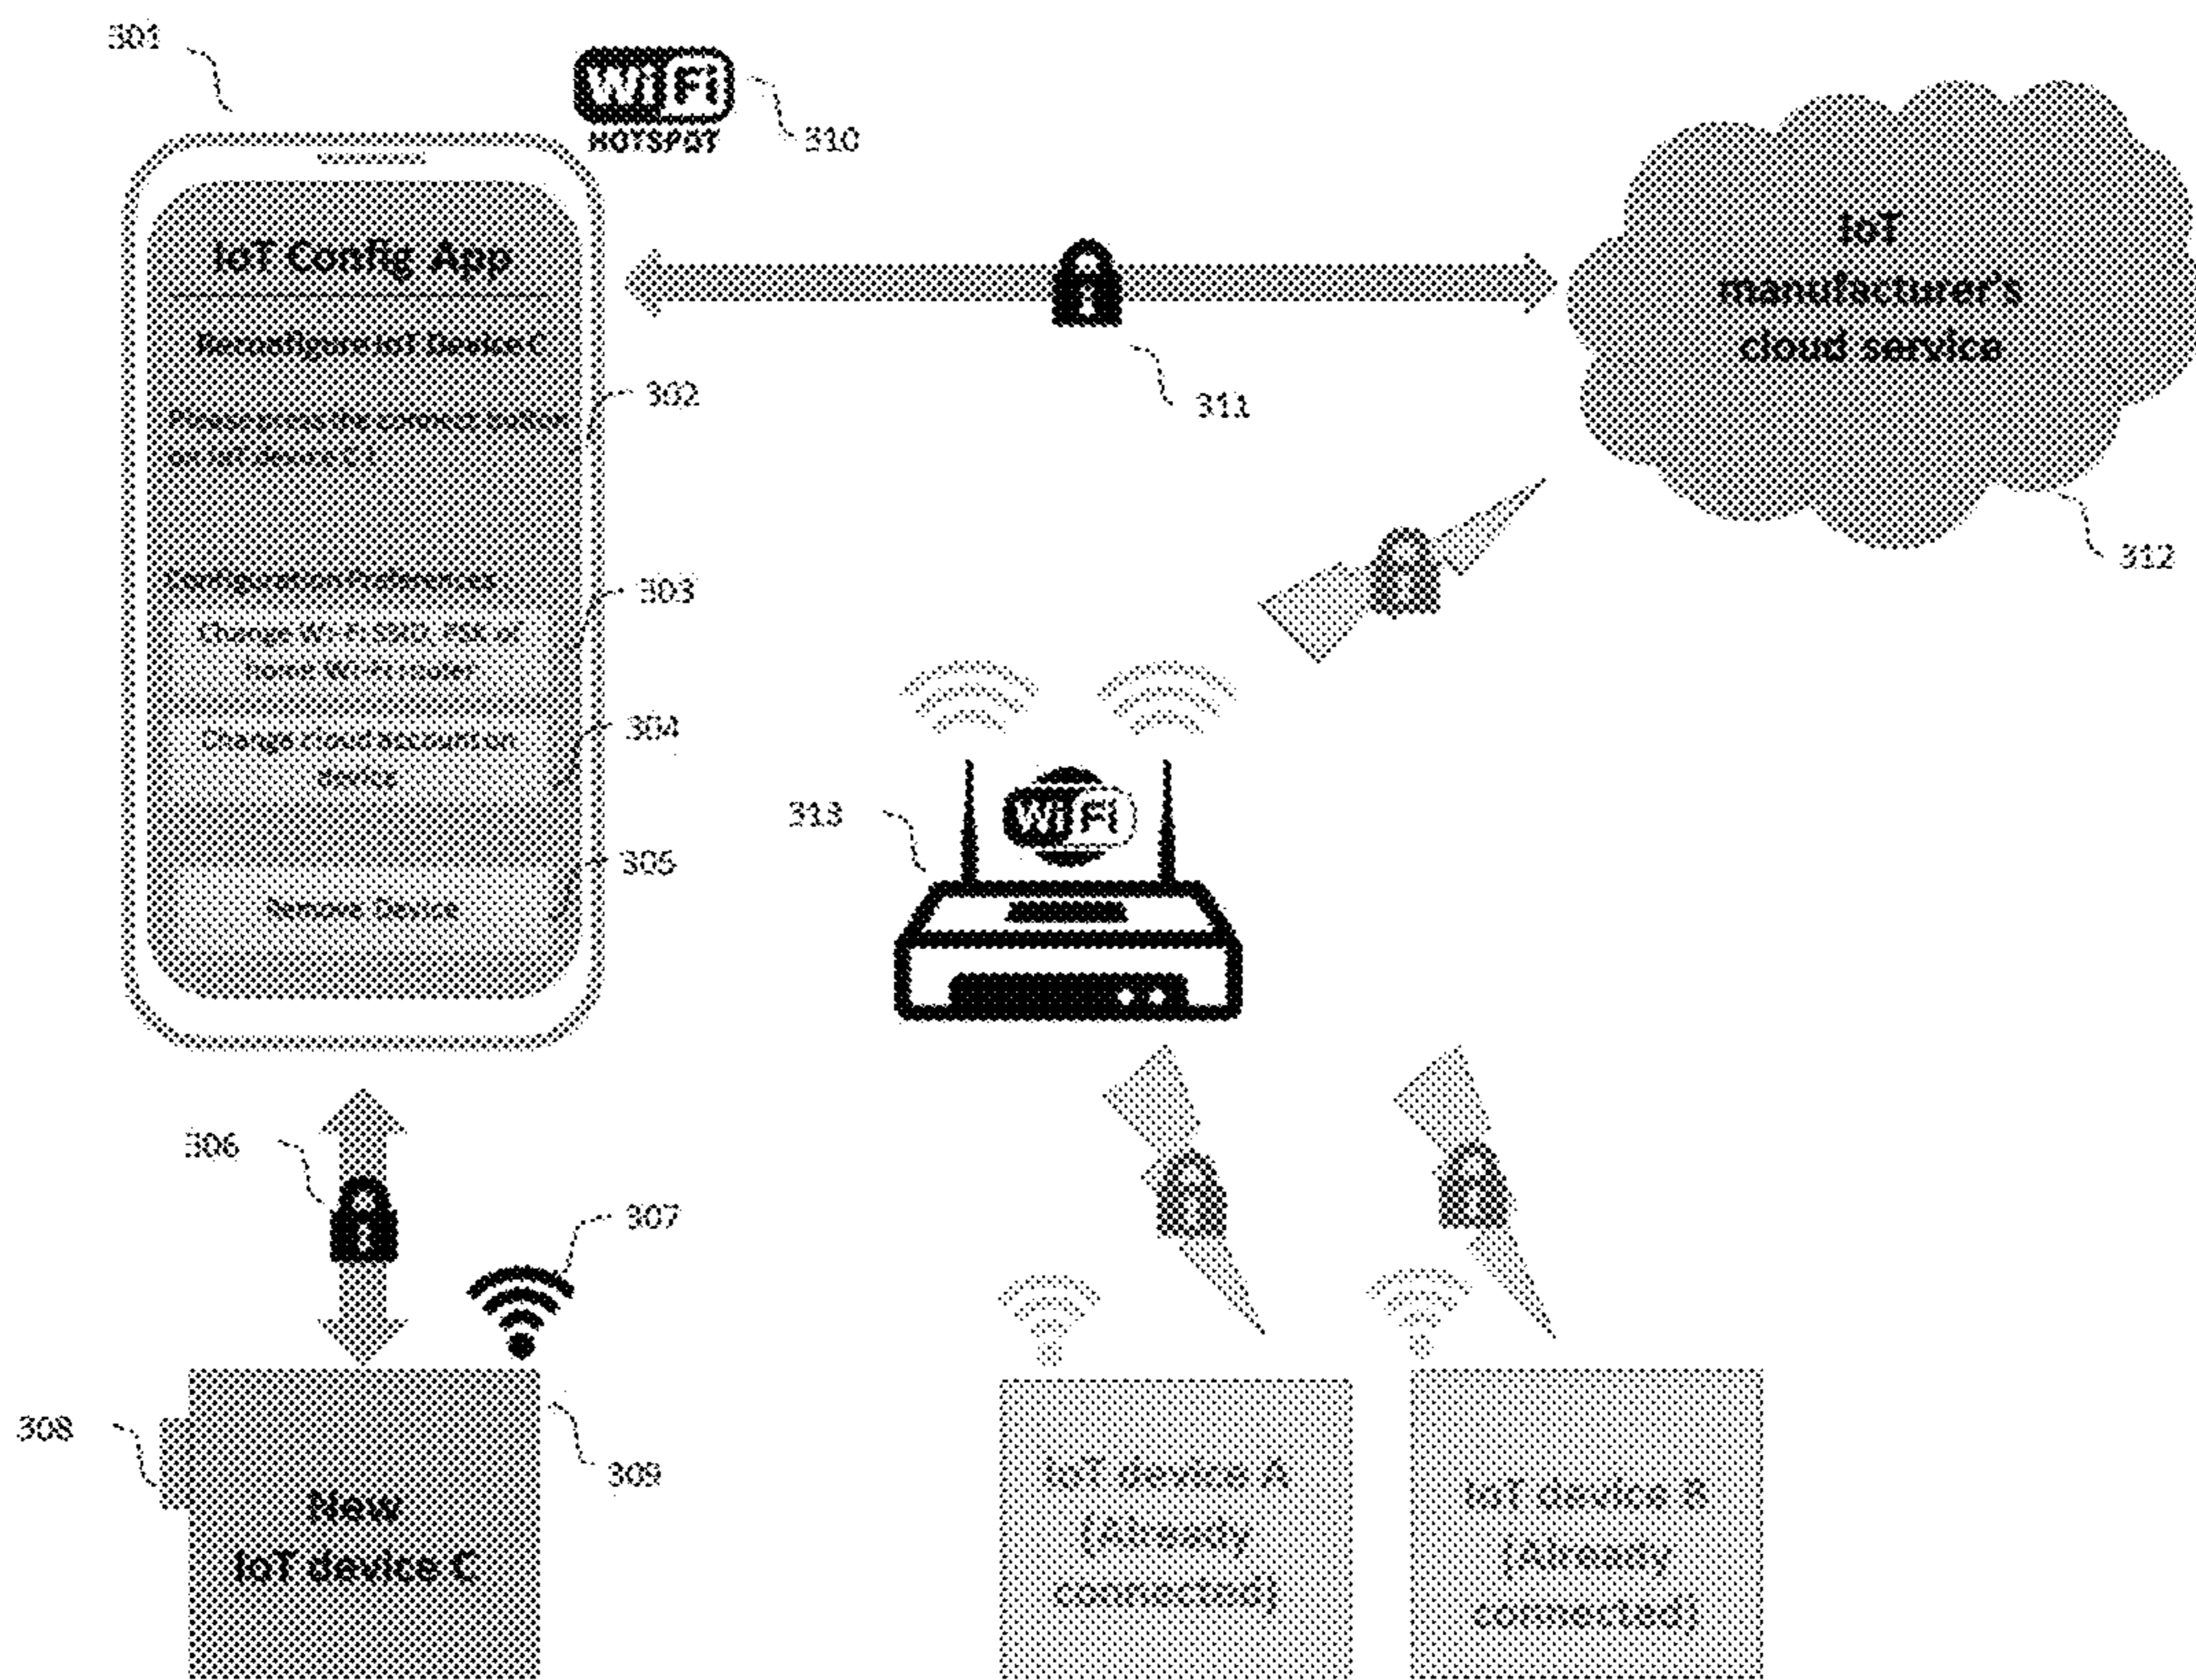 301
WiFi
HOTSPOT
310
IoT Config App
Reconfigure IoT Device C
Please press the connect button
on IoT device C !
302
311
IoT
manufacturer's
cloud service
312
Configuration Preferences
303
Change Wi-Fi SSID, PSK of
home Wi-Fi router
304
Change cloud account on
device
305
Remove Device
313
WiFi
306
307
308
309
New
IoT device C
IoT device A
(Already
connected)
IoT device B
(Already
connected)